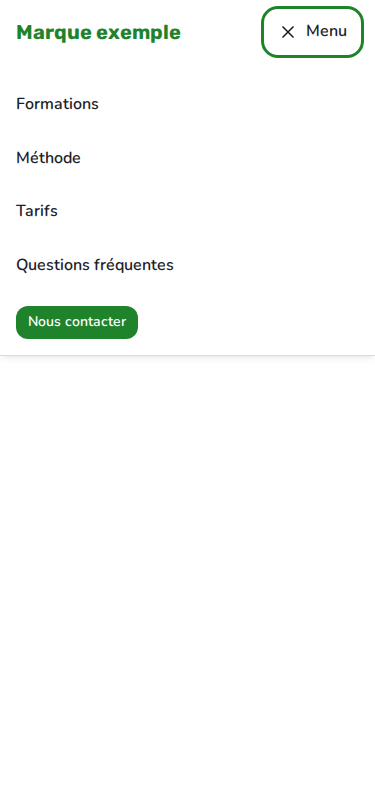 Marque exemple
Menu
Formations
Méthode
Tarifs
Questions fréquentes
Nous contacter